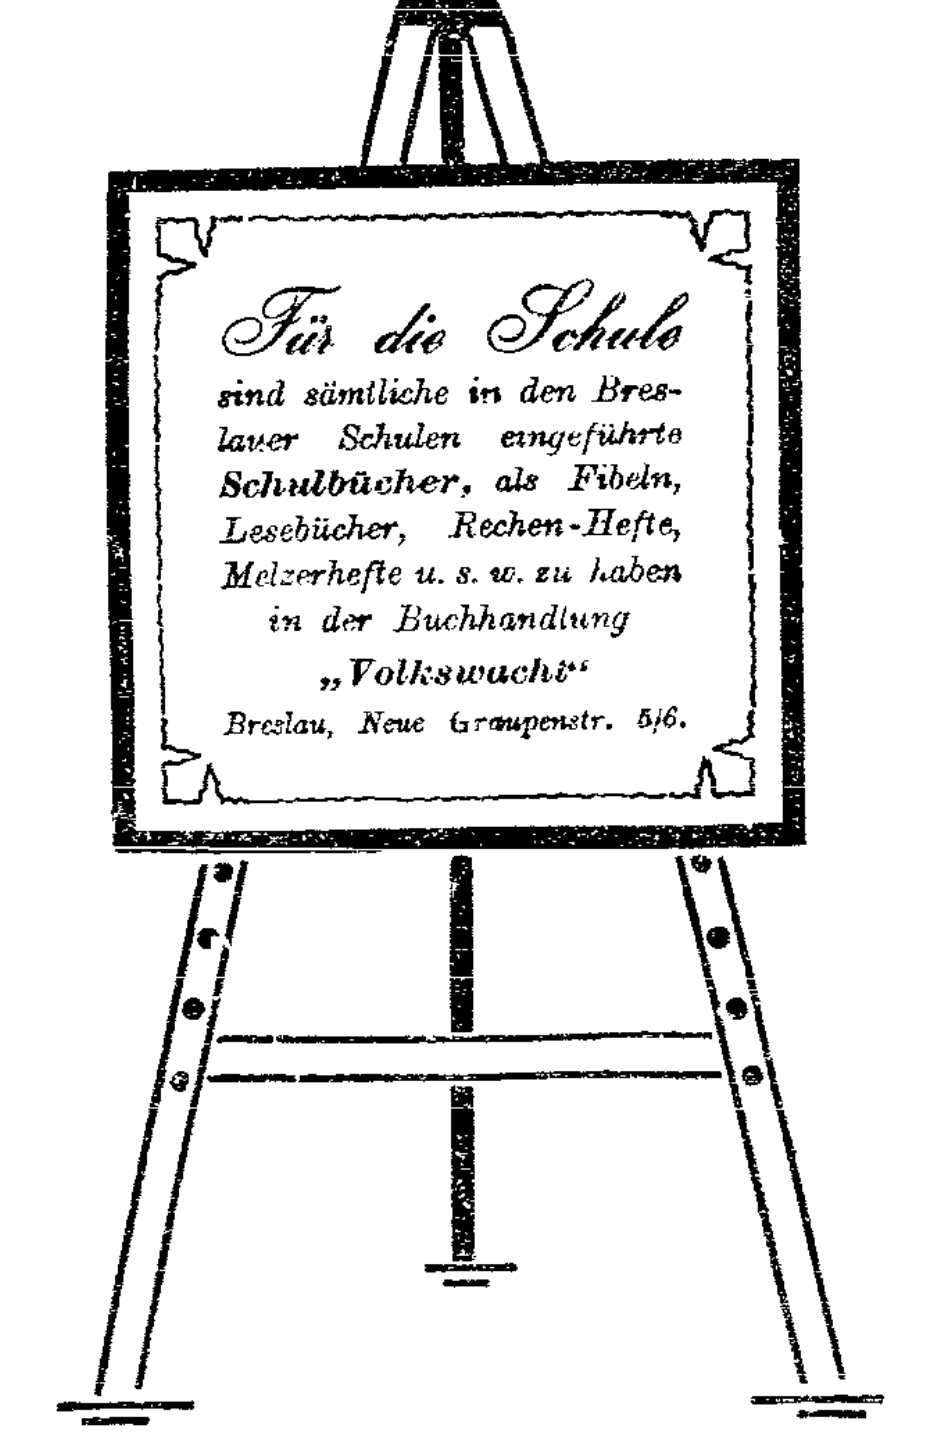 Für die Schule
sind sämtliche in den Bres-
lauer Schulen eingeführte
Schulbücher, als Fibeln,
Lesebücher, Rechen-Hefte,
Melzerhefte u. s. w. zu haben
in der Buchhandlung
„Volkswacht“
Breslau, Neue Graupenstr. 5/6.